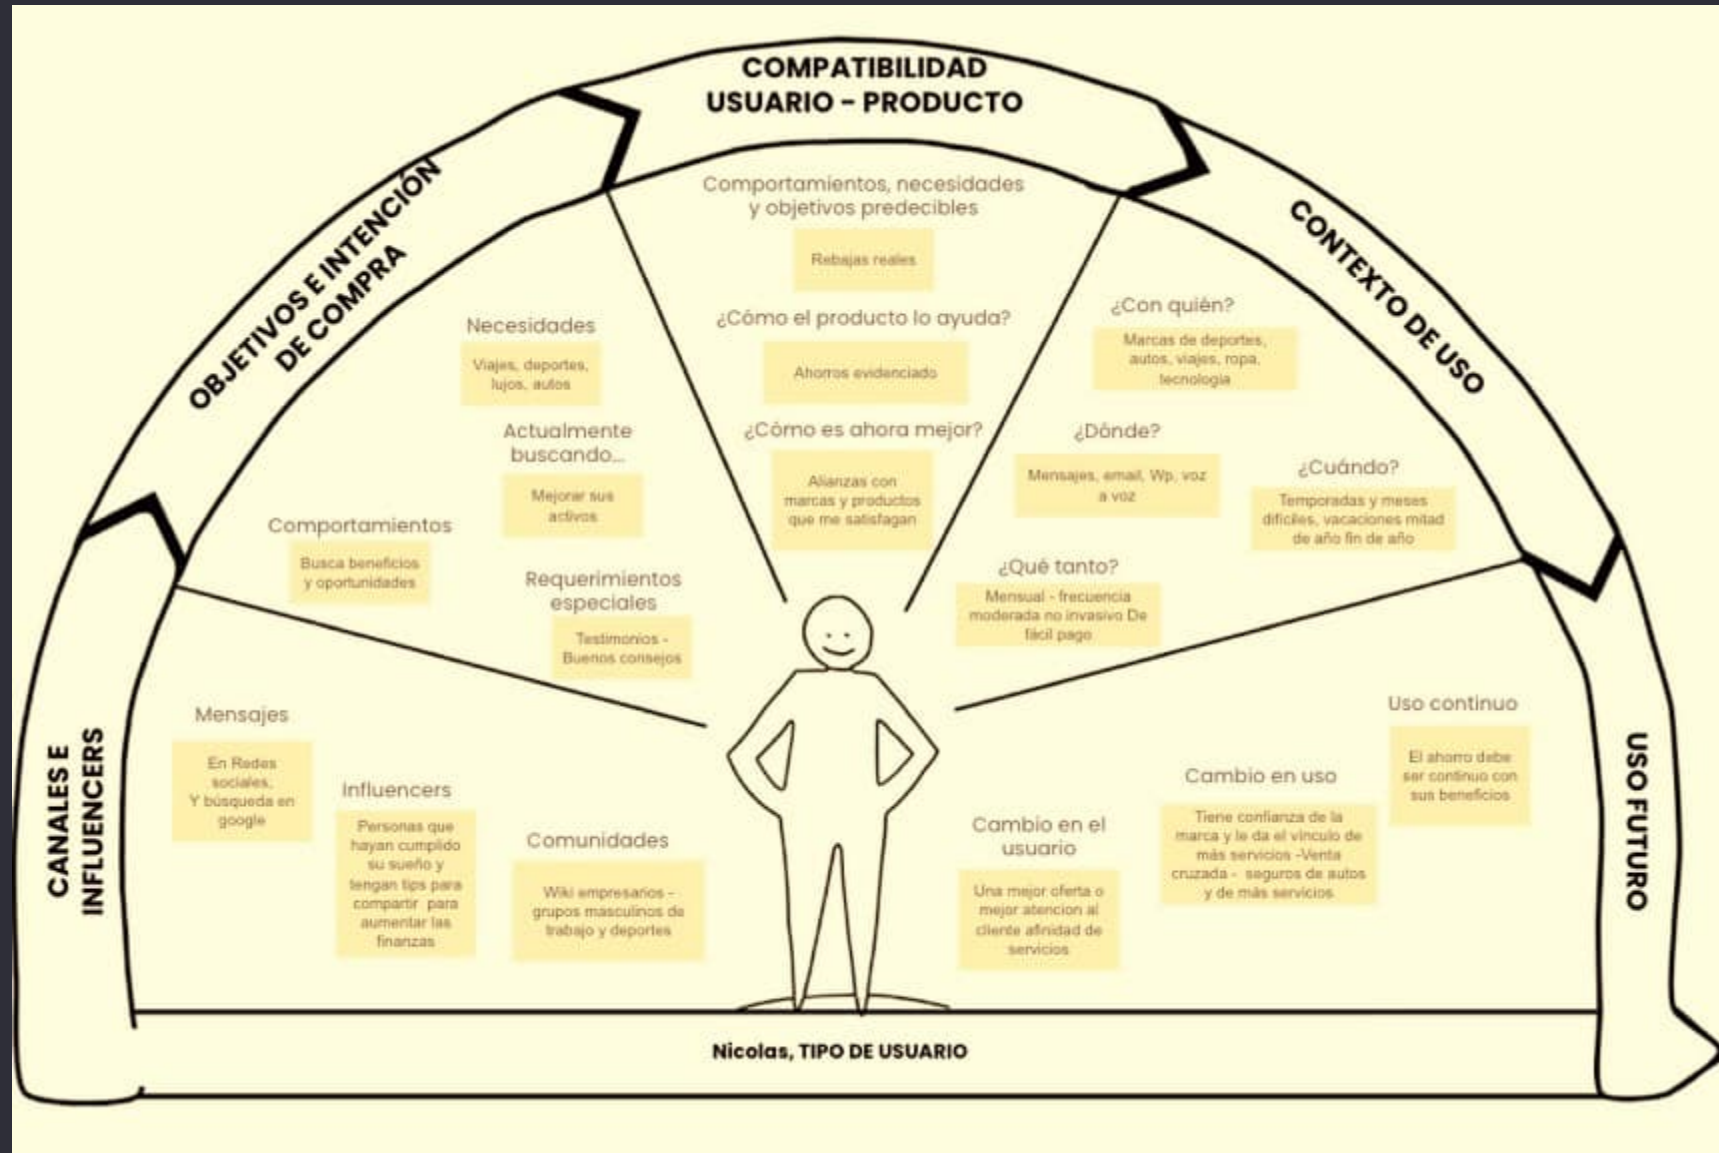 COMPATIBILIDAD
USUARIO - PRODUCTO
Comportamientos, necesidades
y objetivos predecibles
Rebajas reales
¿Cómo el producto lo ayuda?
Ahorros evidenciado
¿Cómo es ahora mejor?
Alianzas con
marcas y productos
que me satisfagan
OBJETIVOS E INTENCIÓN
DE COMPRA
Necesidades
Viajes, deportes,
lujos, autos
Actualmente
buscando...
Mejorar sus
activos
Comportamientos
Busca beneficios
y oportunidades
Requerimientos
especiales
Testimonios -
Buenos consejos
CONTEXTO DE USO
¿Con quién?
Marcas de deportes,
autos, viajes, ropa,
tecnología
¿Dónde?
Mensajes, email, Wp, voz
a voz
¿Cuándo?
Temporadas y meses
difíciles, vacaciones mitad
de año fin de año
¿Qué tanto?
Mensual - frecuencia
moderada no invasivo De
fácil pago
CANALES E
INFLUENCERS
Mensajes
En Redes
sociales,
Y búsqueda en
google
Influencers
Personas que
hayan cumplido
su sueño y
tengan tips para
compartir para
aumentar las
finanzas
Comunidades
Wiki empresarios -
grupos masculinos de
trabajo y deportes
USO FUTURO
Cambio en el
usuario
Una mejor oferta o
mejor atencion al
cliente afinidad de
servicios
Cambio en uso
Tiene confianza de la
marca y le da el vínculo de
más servicios -Venta
cruzada - seguros de autos
y de más servicios
Uso continuo
El ahorro debe
ser continuo con
sus beneficios
Nicolas, TIPO DE USUARIO